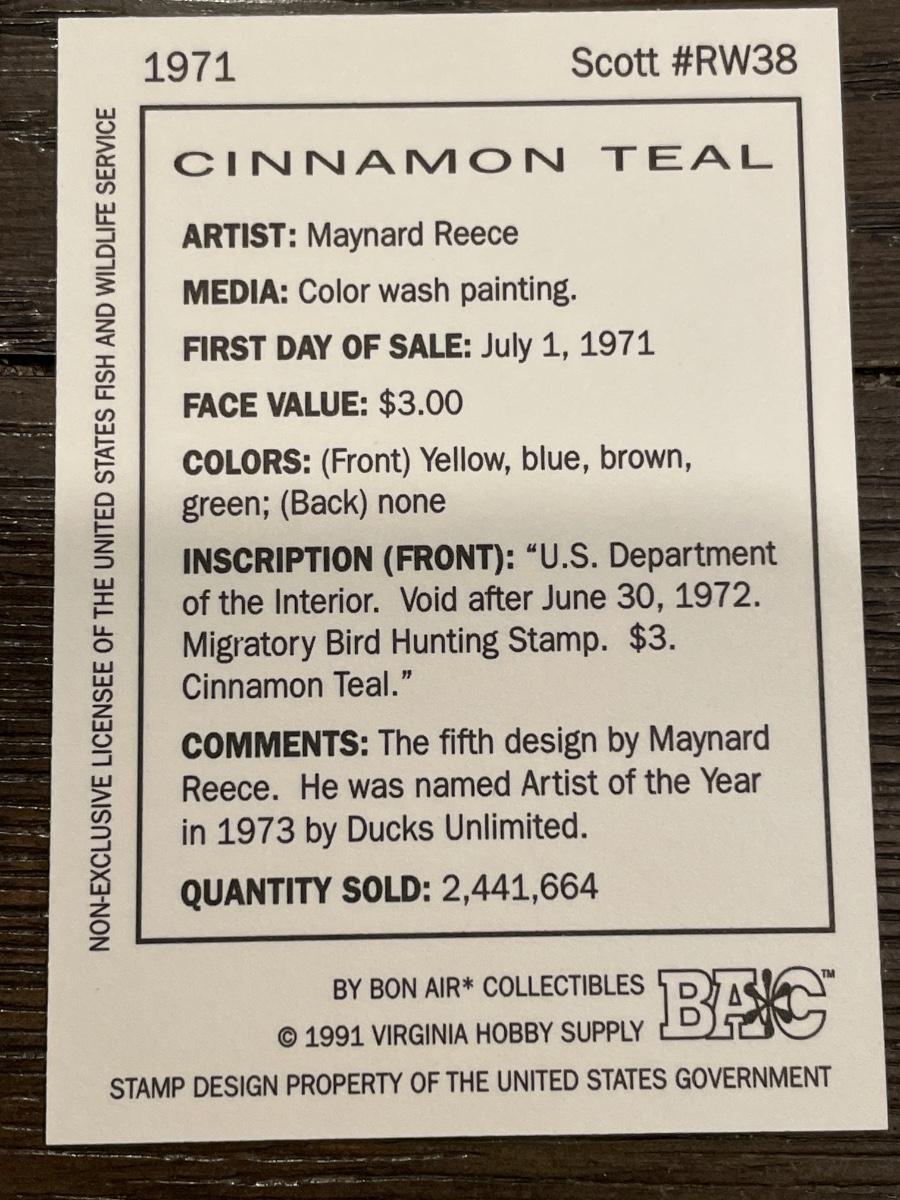 1971 Scott #RW38
NON-EXCLUSIVE LICENSEE OF THE UNITED STATES FISH AND WILDLIFE SERVICE
CINNAMON TEAL
ARTIST: Maynard Reece
MEDIA: Color wash painting.
FIRST DAY OF SALE: July 1, 1971
FACE VALUE: $3.00
COLORS: (Front) Yellow, blue, brown,
green; (Back) none
INSCRIPTION (FRONT): “U.S. Department
of the Interior. Void after June 30, 1972.
Migratory Bird Hunting Stamp. $3.
Cinnamon Teal.”
COMMENTS: The fifth design by Maynard
Reece. He was named Artist of the Year
in 1973 by Ducks Unlimited.
QUANTITY SOLD: 2,441,664
BY BON AIR* COLLECTIBLES
© 1991 VIRGINIA HOBBY SUPPLY
BA*C™
STAMP DESIGN PROPERTY OF THE UNITED STATES GOVERNMENT